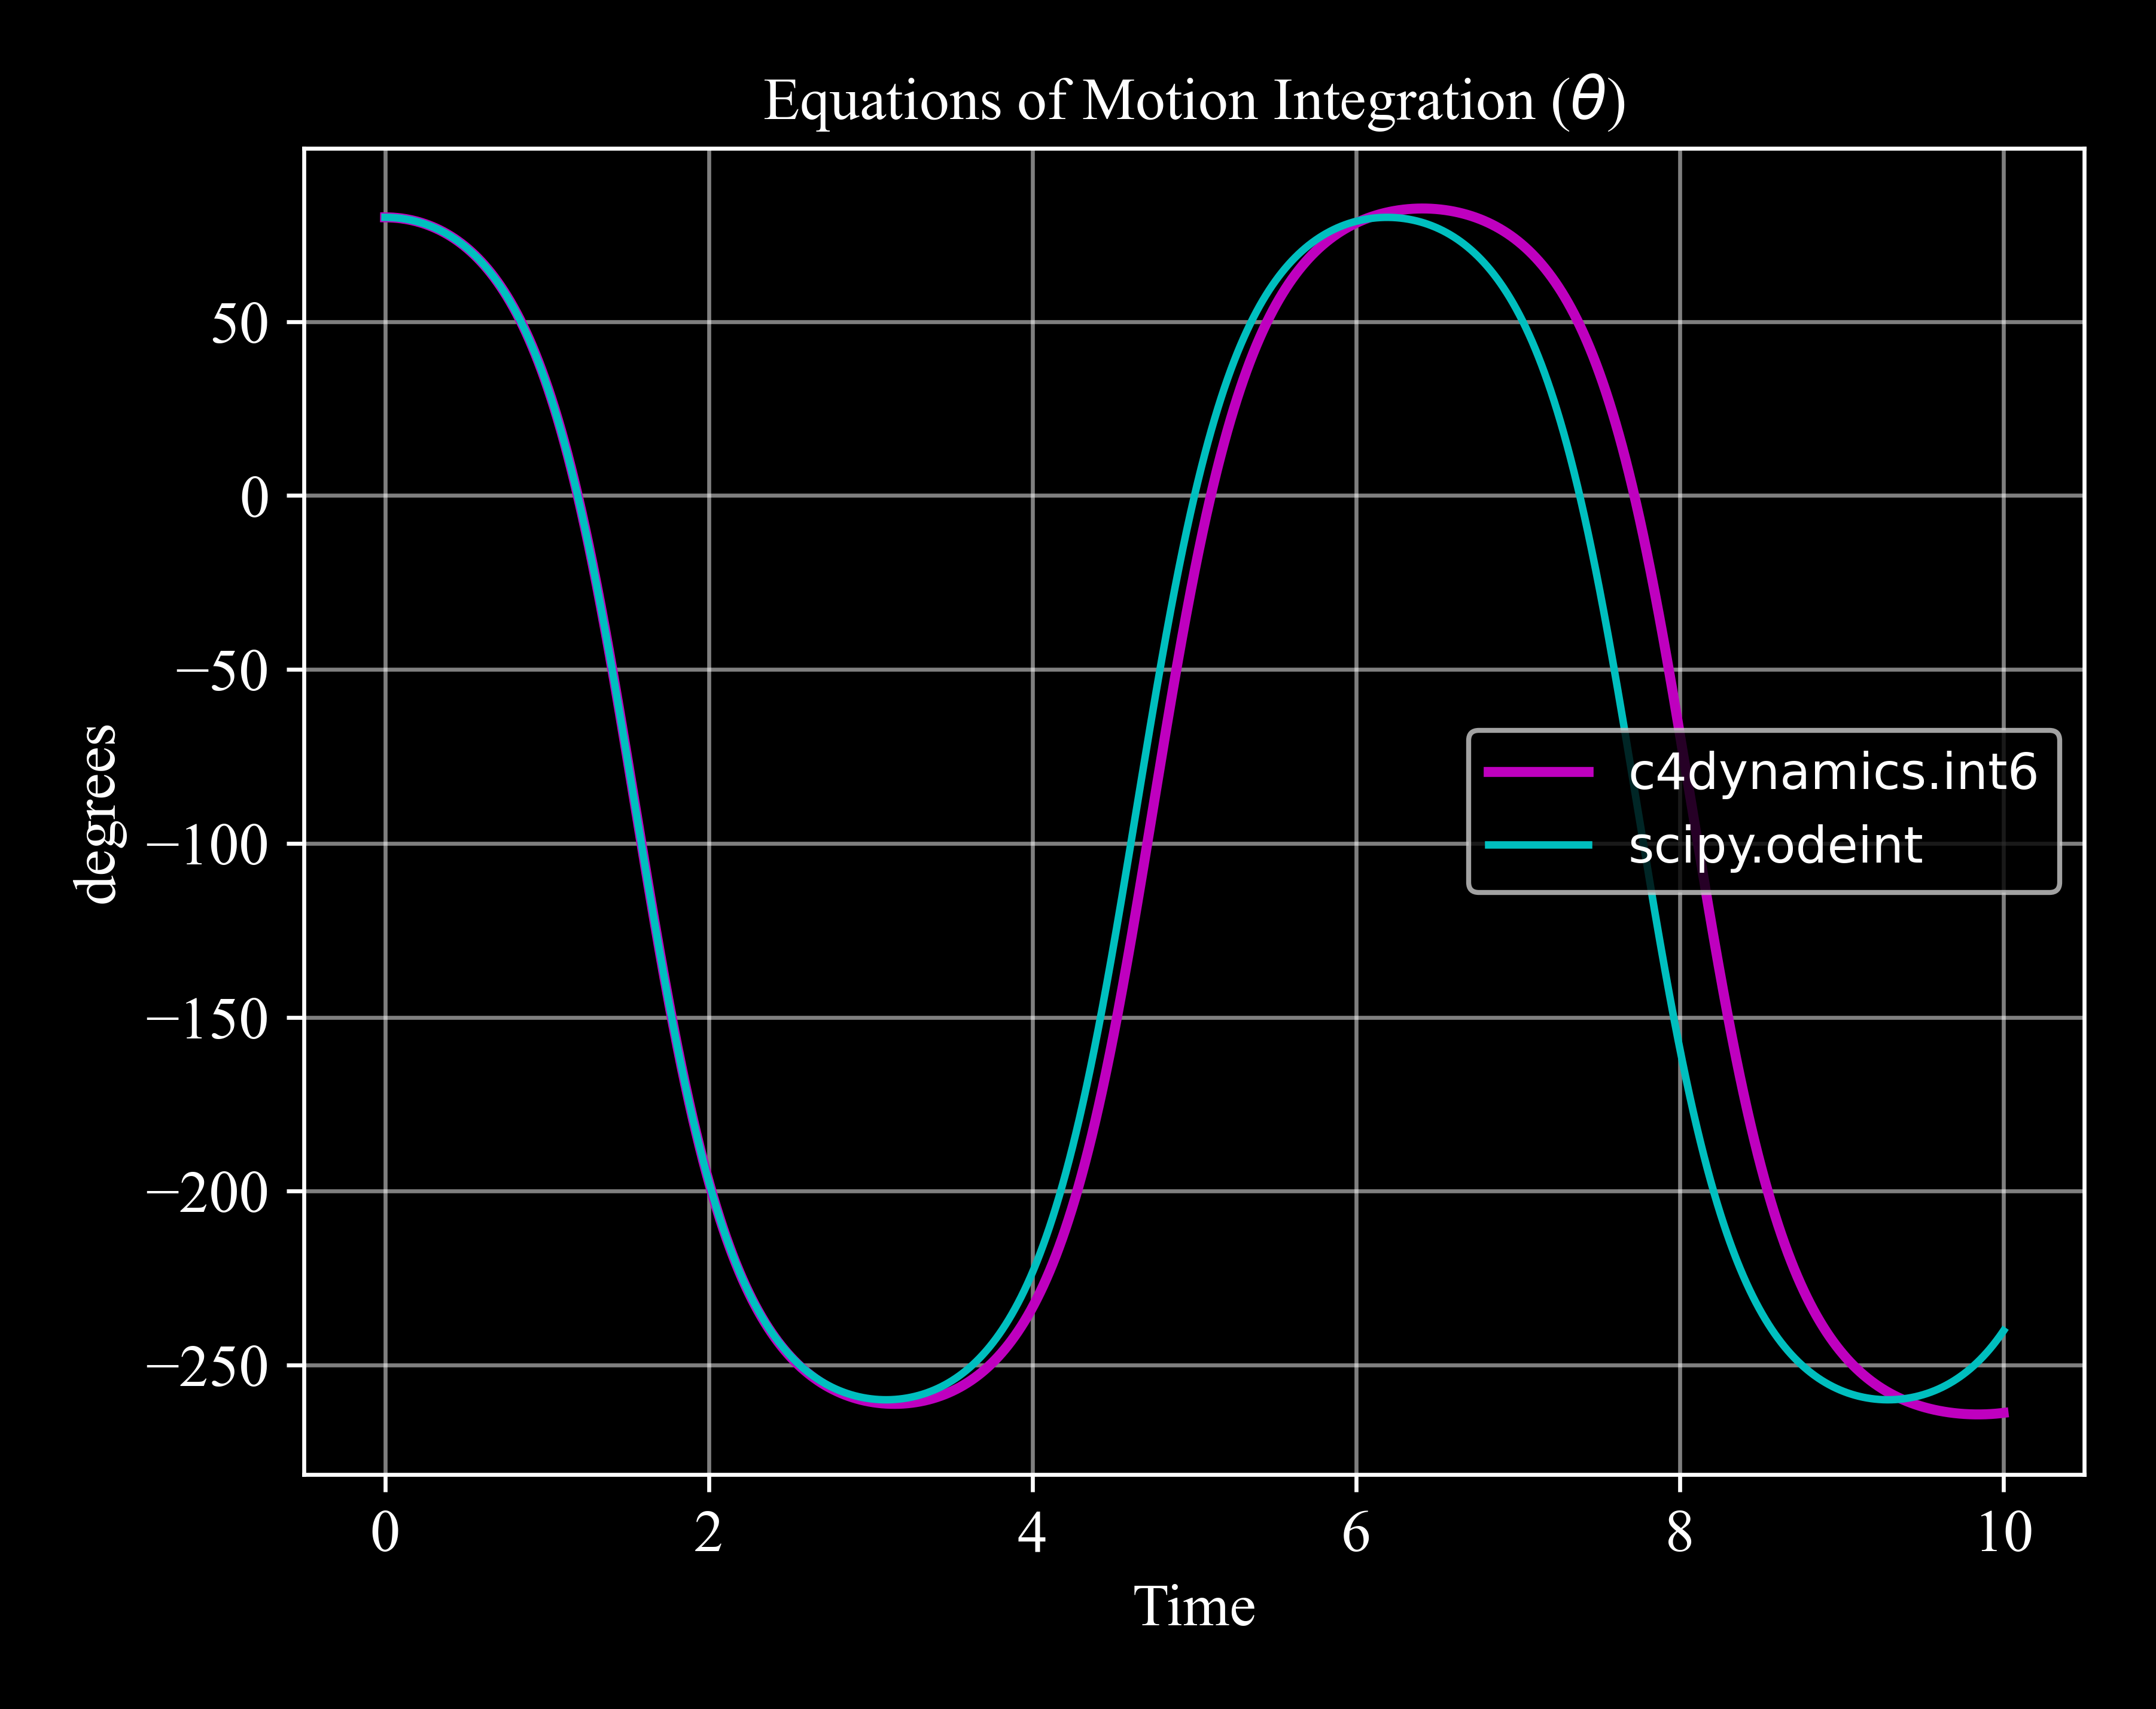 Equations of Motion Integration (θ)
degrees
50
0
−50
−100
−150
−200
−250
c4dynamics.int6
scipy.odeint
0 2 4 6 8 10
Time